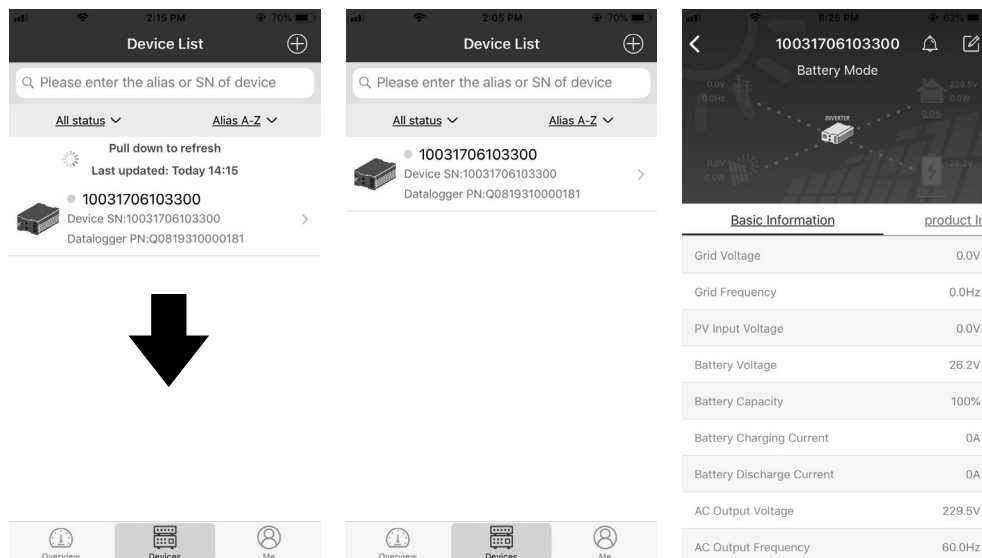 2:15 PM
70%
Device List
Please enter the alias or SN of device
All status
Alias A-Z
Pull down to refresh
Last updated: Today 14:15
10031706103300
Device SN:10031706103300
Datalogger PN:Q0819310000181
Overview
Devices
Me
2:05 PM
70%
Device List
Please enter the alias or SN of device
All status
Alias A-Z
10031706103300
Device SN:10031706103300
Datalogger PN:Q0819310000181
Overview
Devices
Me
8:25 PM
62%
10031706103300
Battery Mode
0.0V
0.0Hz
229.5V
0.0W
0.0%
INVERTER
0.0V
0.0W
26.2V
Basic Information
product In
Grid Voltage 0.0V
Grid Frequency 0.0Hz
PV Input Voltage 0.0V
Battery Voltage 26.2V
Battery Capacity 100%
Battery Charging Current 0A
Battery Discharge Current 0A
AC Output Voltage 229.5V
AC Output Frequency 60.0Hz